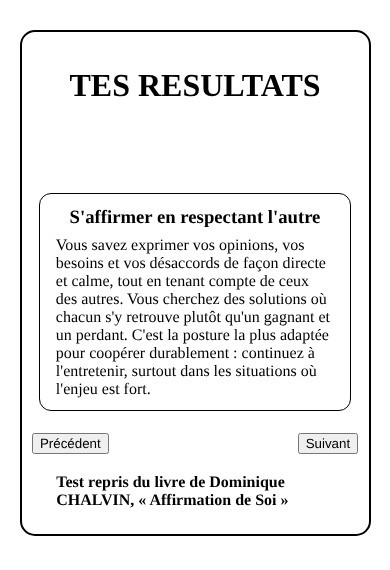 TES RESULTATS
S'affirmer en respectant l'autre
Vous savez exprimer vos opinions, vos
besoins et vos désaccords de façon directe
et calme, tout en tenant compte de ceux
des autres. Vous cherchez des solutions où
chacun s'y retrouve plutôt qu'un gagnant et
un perdant. C'est la posture la plus adaptée
pour coopérer durablement : continuez à
l'entretenir, surtout dans les situations où
l'enjeu est fort.
Précédent
Suivant
Test repris du livre de Dominique
CHALVIN, « Affirmation de Soi »